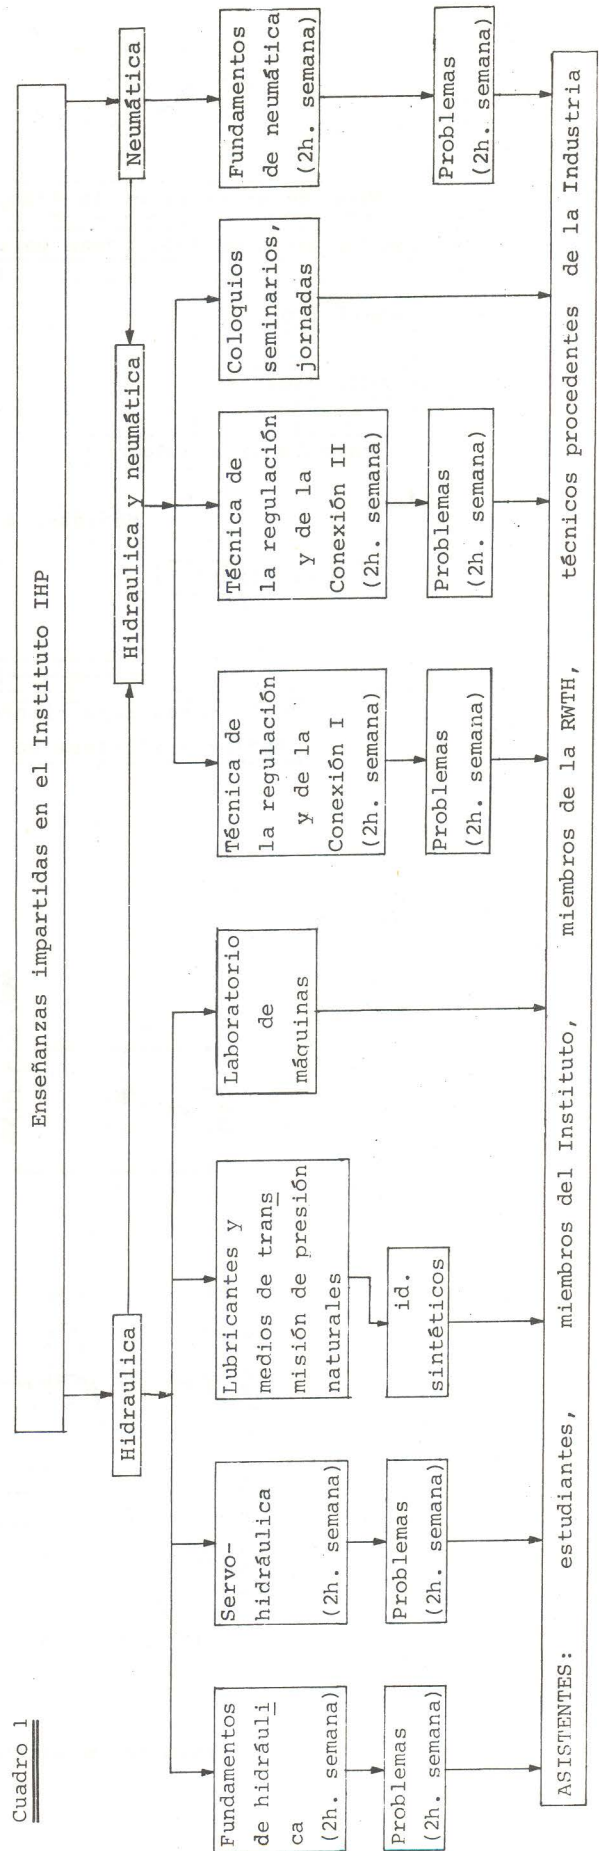 Cuadro 1
Enseñanzas impartidas en el Instituto IHP
Hidraulica
Hidraulica y neumática
Neumática
Fundamentos
de hidráuli
ca
(2h. semana)
Servo-
hidráulica
(2h. semana)
Lubricantes y
medios de trans
misión de presión
naturales
Laboratorio
de
máquinas
Técnica de
la regulación
y de la
Conexión I
(2h. semana)
Técnica de
la regulación
y de la
Conexión II
(2h. semana)
Coloquios
seminarios,
jornadas
Fundamentos
de neumática
(2h. semana)
Problemas
(2h. semana)
Problemas
(2h. semana)
id.
sintéticos
Problemas
(2h. semana)
Problemas
(2h. semana)
Problemas
(2h. semana)
ASISTENTES: estudiantes, miembros del Instituto, miembros de la RWTH, técnicos procedentes de la Industria